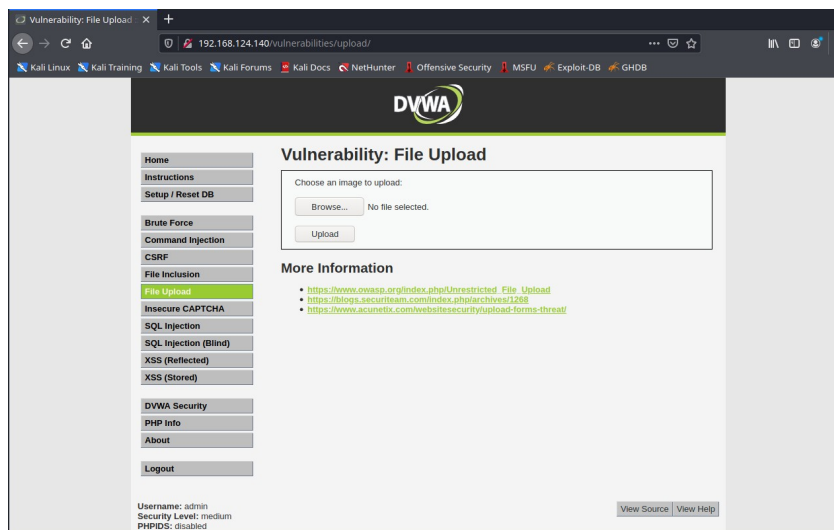 Vulnerability: File Upload
192.168.124.140/vulnerabilities/upload/
Kali Linux Kali Training Kali Tools Kali Forums Kali Docs NetHunter Offensive Security MSFU Exploit-DB GHDB
DVWA
Home
Instructions
Setup / Reset DB
Brute Force
Command Injection
CSRF
File Inclusion
File Upload
Insecure CAPTCHA
SQL Injection
SQL Injection (Blind)
XSS (Reflected)
XSS (Stored)
DVWA Security
PHP Info
About
Logout
Vulnerability: File Upload
Choose an image to upload:
Browse... No file selected.
Upload
More Information
https://www.owasp.org/index.php/Unrestricted_File_Upload
https://blogs.securiteam.com/index.php/archives/1268
https://www.acunetix.com/websitesecurity/upload-forms-threat/
Username: admin
Security Level: medium
PHPIDS: disabled
View Source View Help